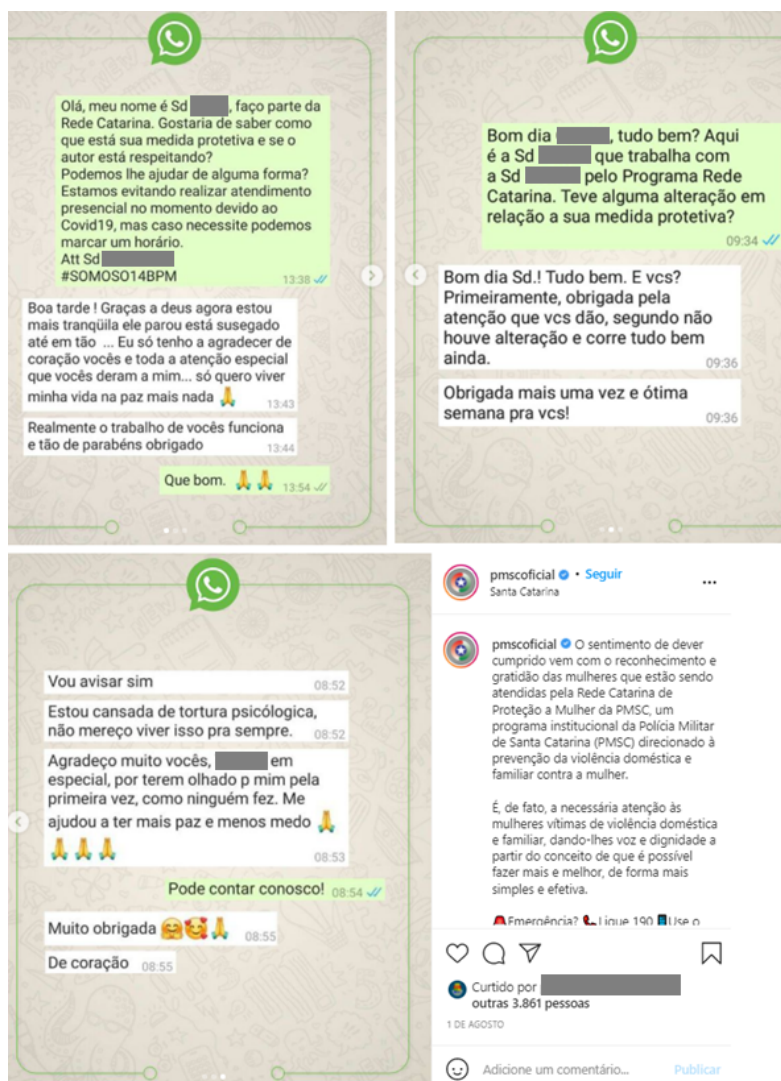 Olá, meu nome é Sd , faço parte da
Rede Catarina. Gostaria de saber como
que está sua medida protetiva e se o
autor está respeitando?
Podemos lhe ajudar de alguma forma?
Estamos evitando realizar atendimento
presencial no momento devido ao
Covid19, mas caso necessite podemos
marcar um horário.
Att Sd
#SOMOSO14BPM
13:38
Boa tarde ! Graças a deus agora estou
mais tranqüila ele parou está susegado
até em tão ... Eu só tenho a agradecer de
coração vocês e toda a atenção especial
que vocês deram a mim... só quero viver
minha vida na paz mais nada 🙏
13:43
Realmente o trabalho de vocês funciona
e tão de parabéns obrigado
13:44
Que bom. 🙏🙏 13:54
Bom dia , tudo bem? Aqui
é a Sd que trabalha com
a Sd pelo Programa Rede
Catarina. Teve alguma alteração em
relação a sua medida protetiva?
09:34
Bom dia Sd.! Tudo bem. E vcs?
Primeiramente, obrigada pela
atenção que vcs dão, segundo não
houve alteração e corre tudo bem
ainda.
09:36
Obrigada mais uma vez e ótima
semana pra vcs!
09:36
Vou avisar sim
08:52
Estou cansada de tortura psicólogica,
não mereço viver isso pra sempre.
08:52
Agradeço muito vocês, em
especial, por terem olhado p mim pela
primeira vez, como ninguém fez. Me
ajudou a ter mais paz e menos medo 🙏
🙏🙏🙏
08:53
Pode contar conosco! 08:54
Muito obrigada 🤗🥰🙏 08:55
De coração 08:55
pmscoficial • Seguir
Santa Catarina
pmscoficial O sentimento de dever
cumprido vem com o reconhecimento e
gratidão das mulheres que estão sendo
atendidas pela Rede Catarina de
Proteção a Mulher da PMSC, um
programa institucional da Polícia Militar
de Santa Catarina (PMSC) direcionado à
prevenção da violência doméstica e
familiar contra a mulher.
É, de fato, a necessária atenção às
mulheres vítimas de violência doméstica
e familiar, dando-lhes voz e dignidade a
partir do conceito de que é possível
fazer mais e melhor, de forma mais
simples e efetiva.
🚨Emergência? 📞Ligue 190 📱Use o
Curtido por
outras 3.861 pessoas
1 DE AGOSTO
Adicione um comentário... Publicar